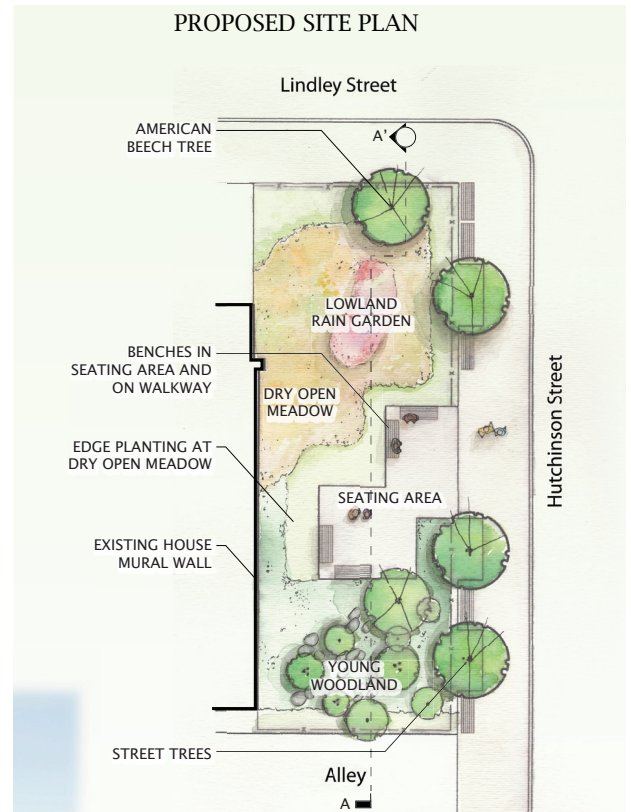 PROPOSED SITE PLAN
Lindley Street
A'
AMERICAN
BEECH TREE
LOWLAND
RAIN GARDEN
BENCHES IN
SEATING AREA AND
ON WALKWAY
DRY OPEN
MEADOW
Hutchinson Street
EDGE PLANTING AT
DRY OPEN MEADOW
SEATING AREA
EXISTING HOUSE
MURAL WALL
YOUNG
WOODLAND
STREET TREES
Alley
A